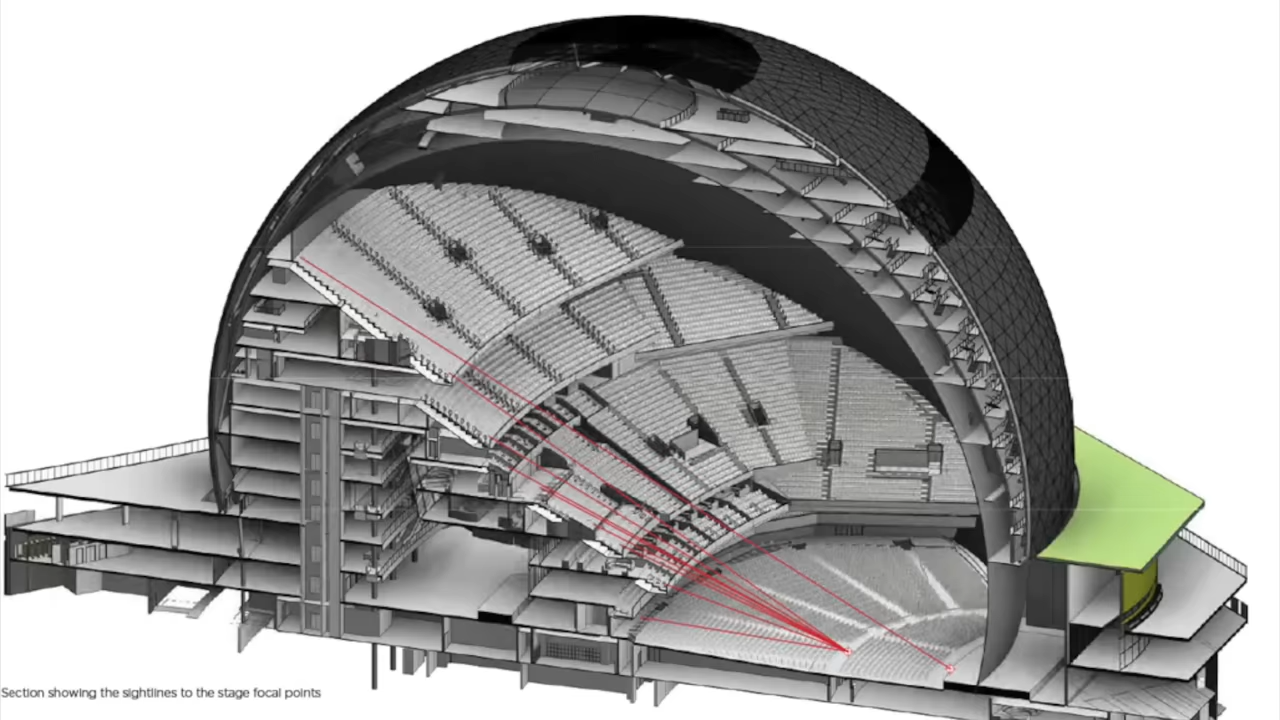 Section showing the sightlines to the stage focal points